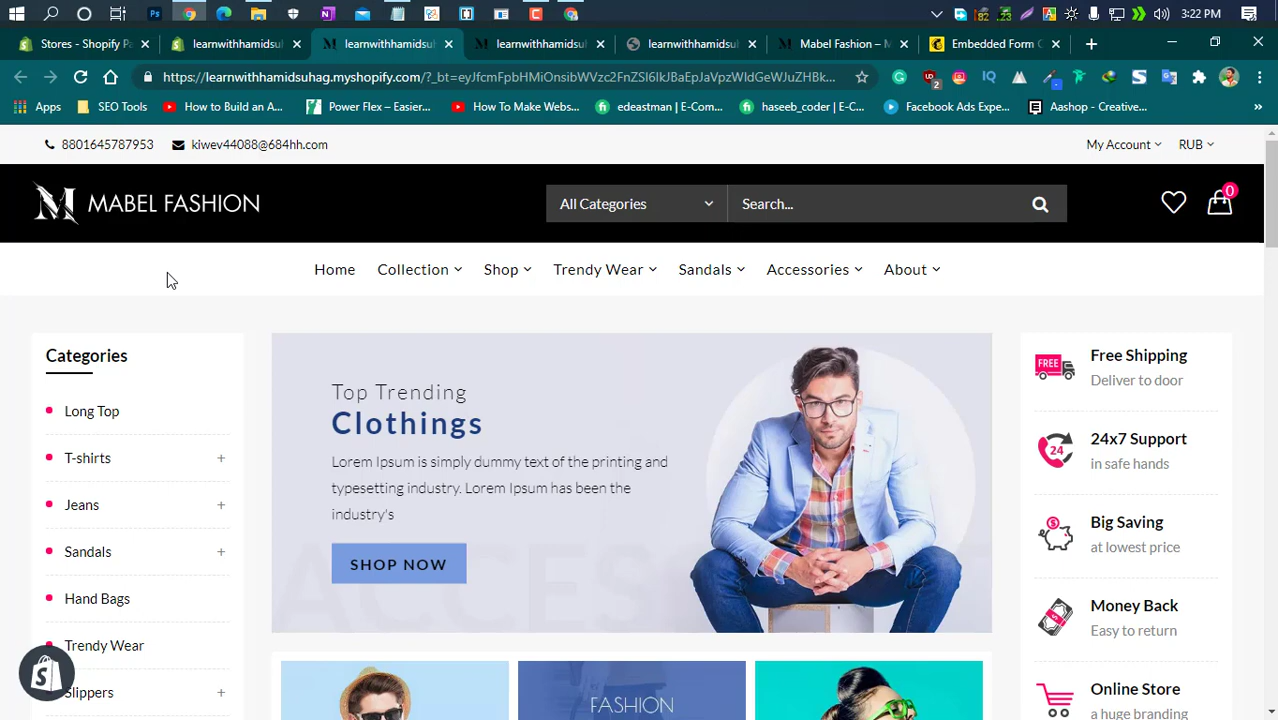 3:22 PM
Stores - Shopify Pa
learnwithhamidsuh
learnwithhamidsuh
learnwithhamidsu
learnwithhamidsuh
Mabel Fashion – M
Embedded Form C
https://learnwithhamidsuhag.myshopify.com/?_bt=
Apps
SEO Tools
How to Build an A...
Power Flex – Easier...
How To Make Webs...
edeastman | E-Com...
haseeb_coder | E-C...
Facebook Ads Expe...
Aashop - Creative...
8801645787953
kiwev44088@684hh.com
My Account
RUB
MABEL FASHION
All Categories
Search...
0
Home
Collection
Shop
Trendy Wear
Sandals
Accessories
About
Categories
Long Top
T-shirts
Jeans
Sandals
Hand Bags
Trendy Wear
Slippers
Top Trending
Clothings
Lorem Ipsum is simply dummy text of the printing and
typesetting industry. Lorem Ipsum has been the
industry's
SHOP NOW
ACCES
FASHION
FREE
Free Shipping
Deliver to door
24
24x7 Support
in safe hands
Big Saving
at lowest price
Money Back
Easy to return
Online Store
a huge branding